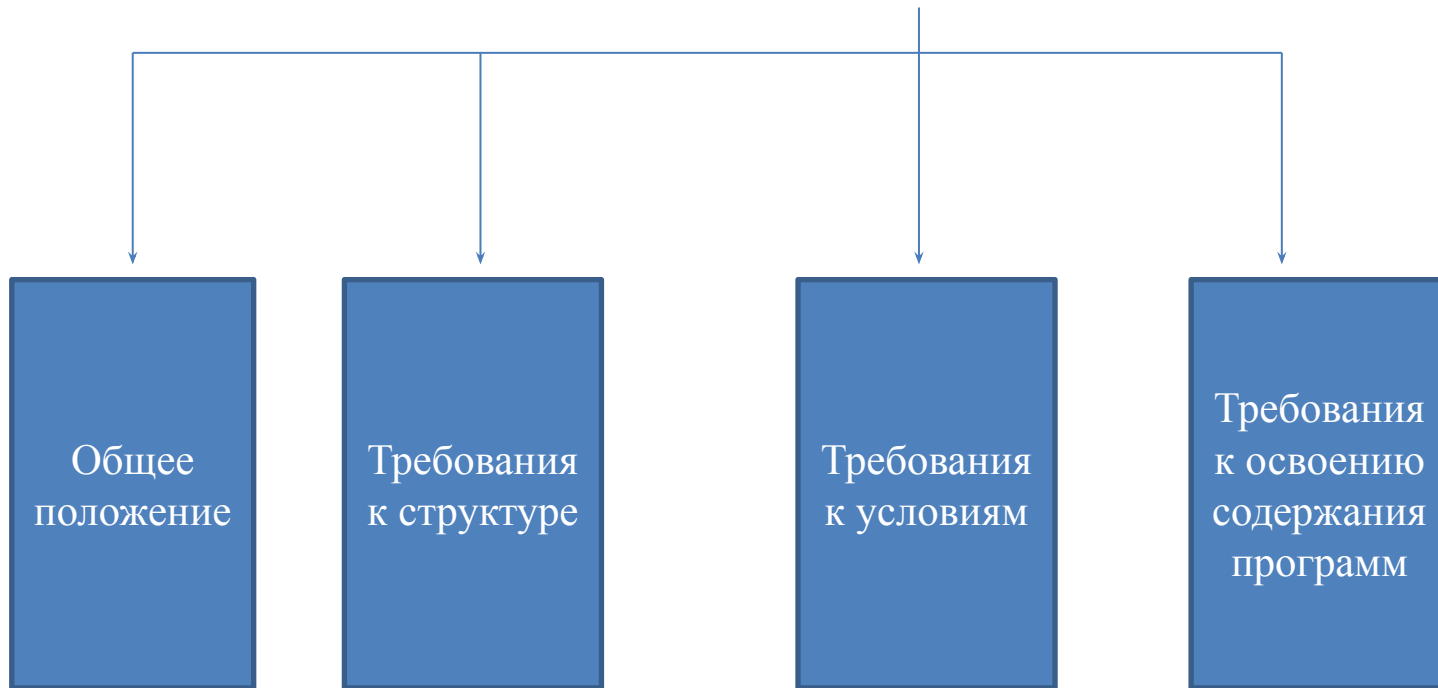 Общее
положение
Требования
к структуре
Требования
к условиям
Требования
к освоению
содержания
программ